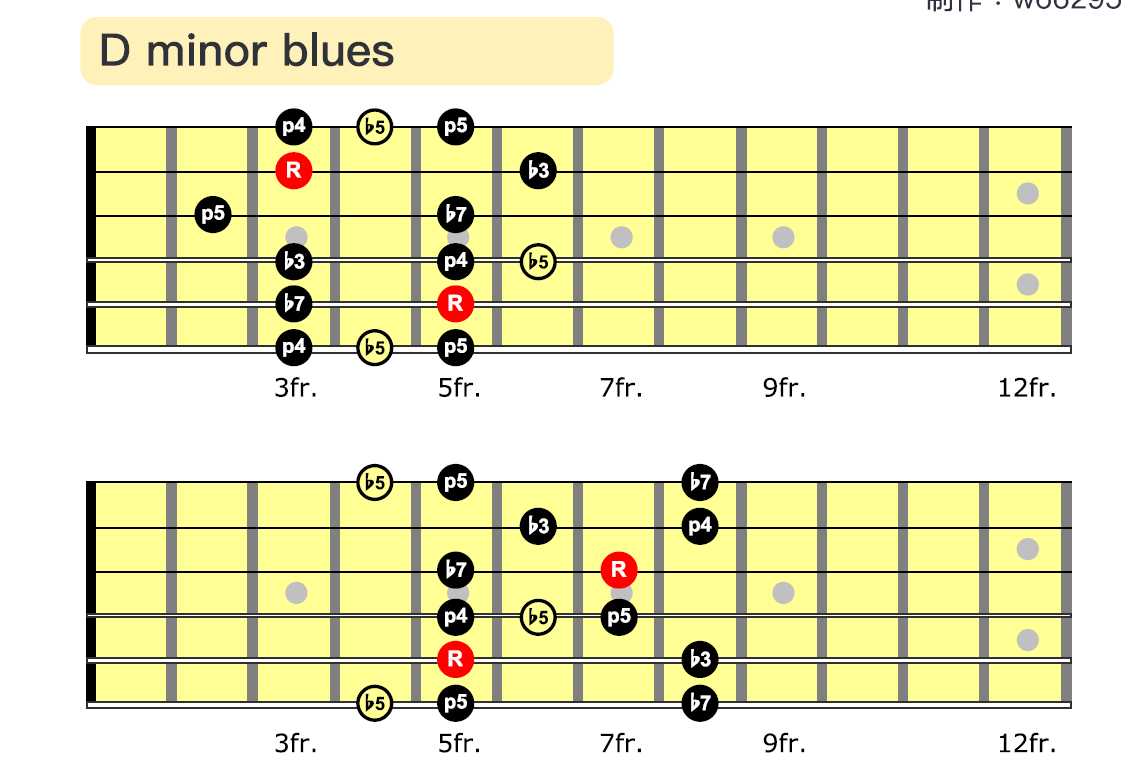 制作：w66295
D minor blues
p4 ♭5 p5
R ♭3
p5 ♭7
♭3 p4 ♭5
♭7 R
p4 ♭5 p5
3fr. 5fr. 7fr. 9fr. 12fr.
♭5 p5 ♭7
♭3 p4
♭7 R
p4 ♭5 p5
R ♭3
♭5 p5 ♭7
3fr. 5fr. 7fr. 9fr. 12fr.